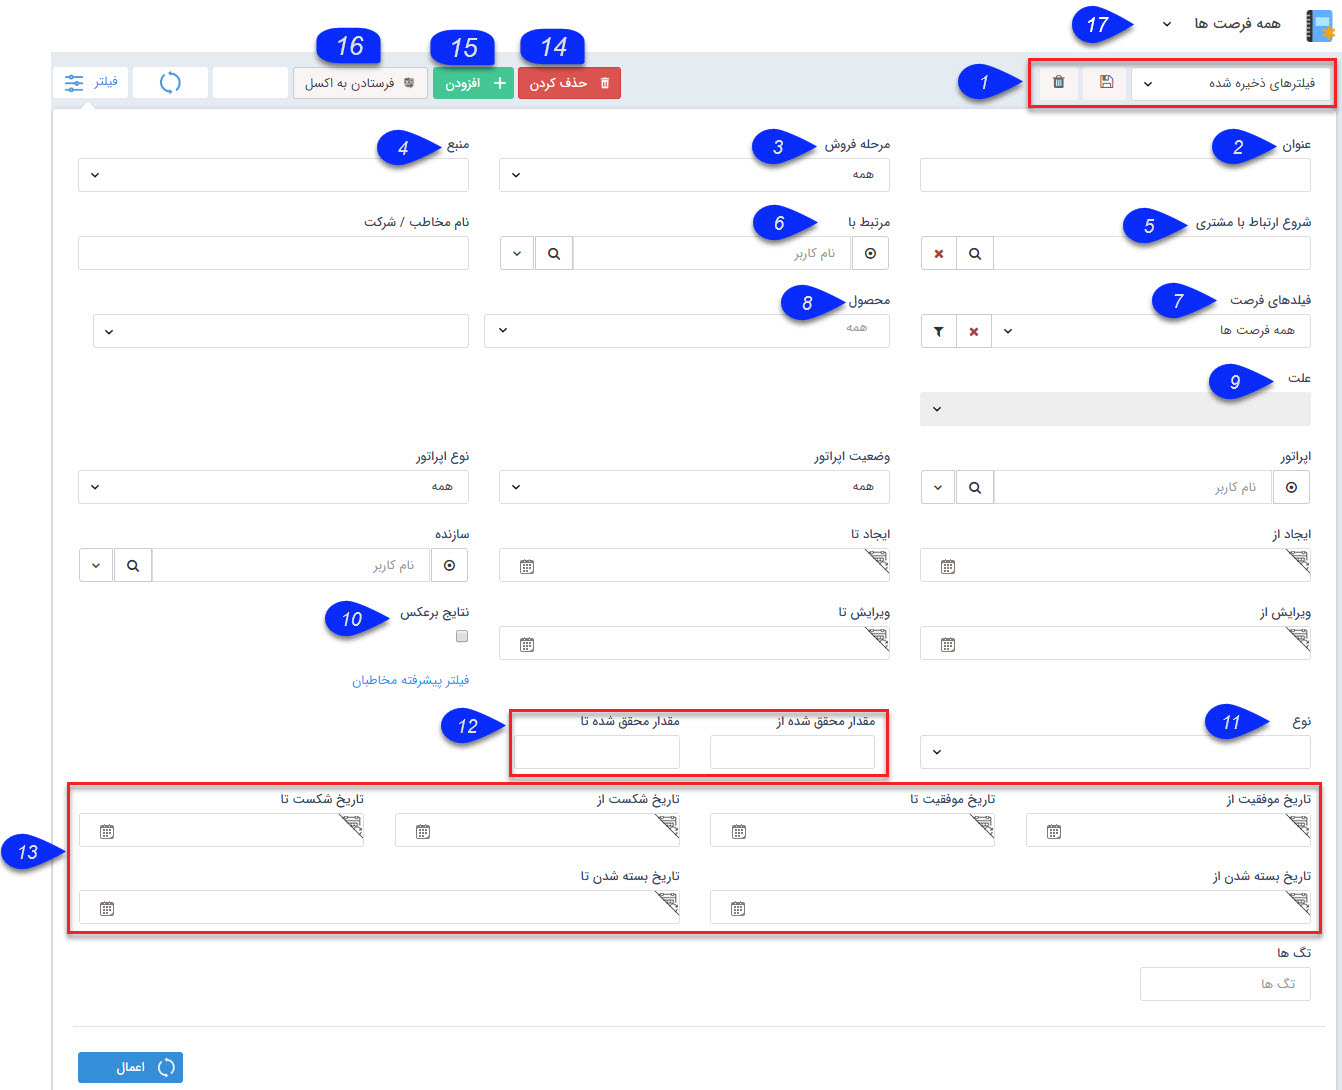 همه فرصت ها 17
فیلترهای ذخیره شده 1
14 15 16
حذف کردن افزودن فرستادن به اکسل فیلتر
عنوان 2 مرحله فروش 3 منبع 4
همه
شروع ارتباط با مشتری 5 مرتبط با 6 نام مخاطب / شرکت
نام کاربر
فیلدهای فرصت 7 محصول 8
همه فرصت ها همه
علت 9
اپراتور وضعیت اپراتور نوع اپراتور
نام کاربر همه همه
ایجاد از ایجاد تا سازنده
نام کاربر
ویرایش از ویرایش تا نتایج برعکس 10
فیلتر پیشرفته مخاطبان
نوع 11 مقدار محقق شده از مقدار محقق شده تا 12
تاریخ موفقیت از تاریخ موفقیت تا تاریخ شکست از تاریخ شکست تا
13
تاریخ بسته شدن از تاریخ بسته شدن تا
تگ ها
تگ ها
اعمال